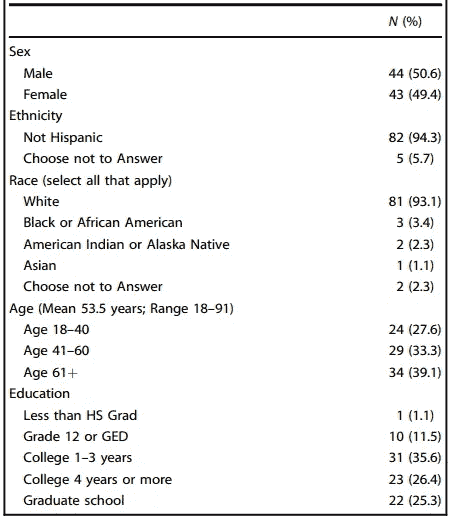 N (%)
Sex
Male 44 (50.6)
Female 43 (49.4)
Ethnicity
Not Hispanic 82 (94.3)
Choose not to Answer 5 (5.7)
Race (select all that apply)
White 81 (93.1)
Black or African American 3 (3.4)
American Indian or Alaska Native 2 (2.3)
Asian 1 (1.1)
Choose not to Answer 2 (2.3)
Age (Mean 53.5 years; Range 18–91)
Age 18–40 24 (27.6)
Age 41–60 29 (33.3)
Age 61+ 34 (39.1)
Education
Less than HS Grad 1 (1.1)
Grade 12 or GED 10 (11.5)
College 1–3 years 31 (35.6)
College 4 years or more 23 (26.4)
Graduate school 22 (25.3)